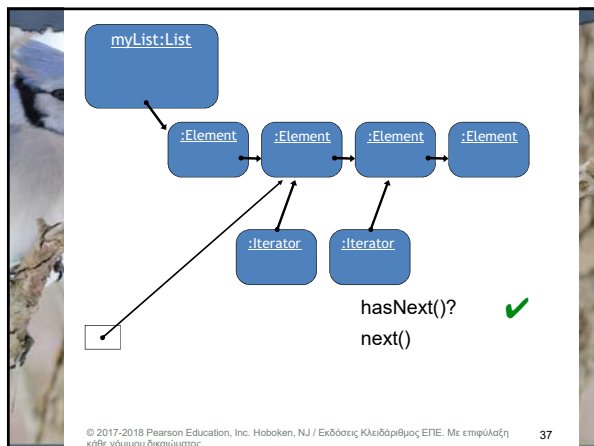 myList:List
:Element :Element :Element :Element
:Iterator :Iterator
hasNext()? ✔
next()
© 2017-2018 Pearson Education, Inc. Hoboken, NJ / Εκδόσεις Κλειδάριθμος ΕΠΕ. Με επιφύλαξη 37
κάθε νόμιμου δικαιώματος